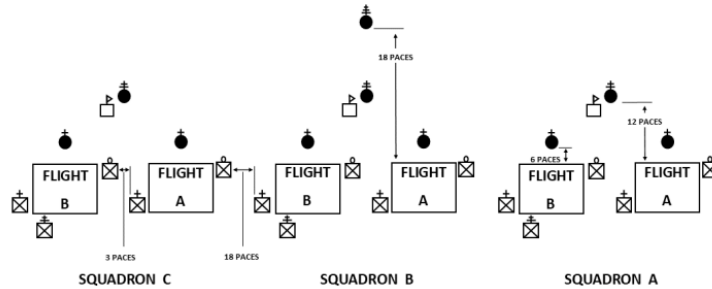 18 PACES
12 PACES
6 PACES
FLIGHT
B
FLIGHT
A
FLIGHT
B
FLIGHT
A
FLIGHT
B
FLIGHT
A
3 PACES
18 PACES
SQUADRON C
SQUADRON B
SQUADRON A